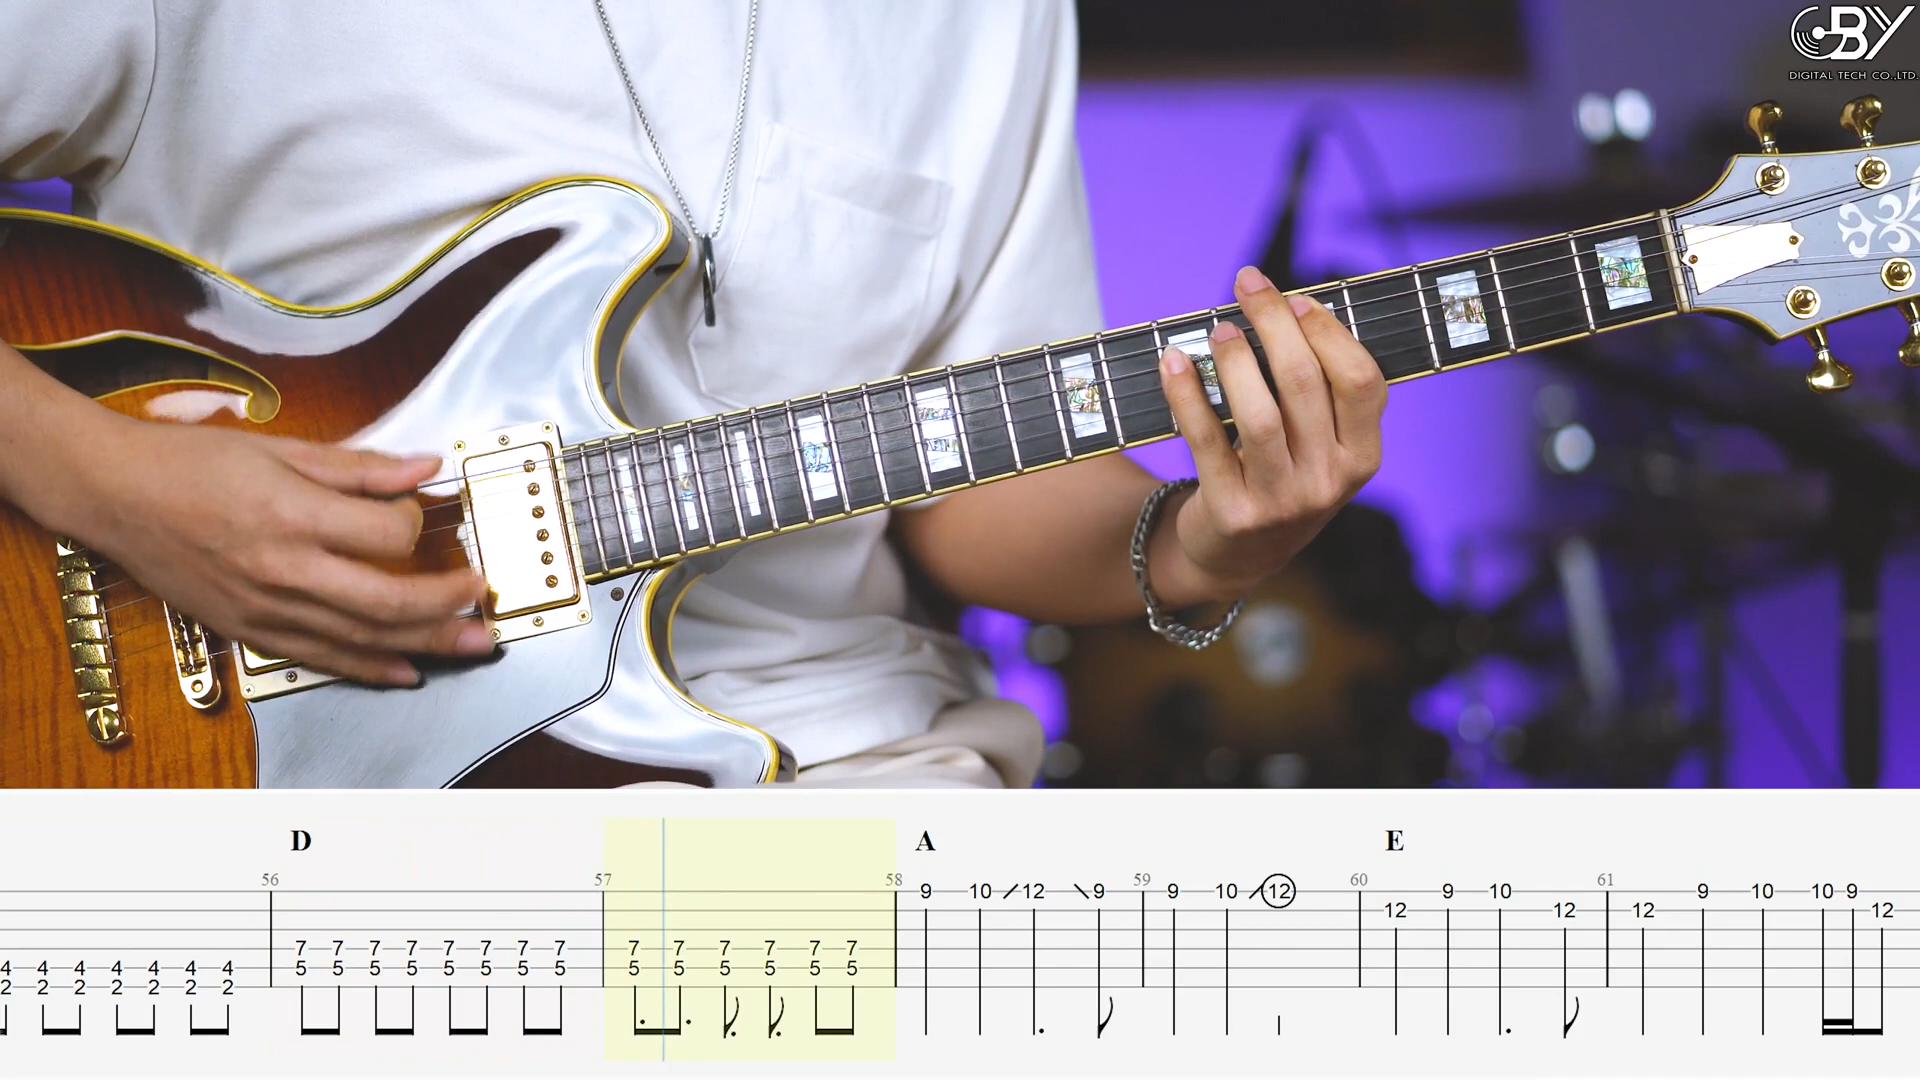 GBY
DIGITAL TECH CO.,LTD.
D A E
56 57 58 59 60 61
9 10 12 9 9 10 12 9 10 9 10 10 9
12 12 12 12
7 7 7 7 7 7 7 7 7 7 7 7 7 7
4 4 4 4 4 4 4 5 5 5 5 5 5 5 5 5 5 5 5 5 5
2 2 2 2 2 2 2